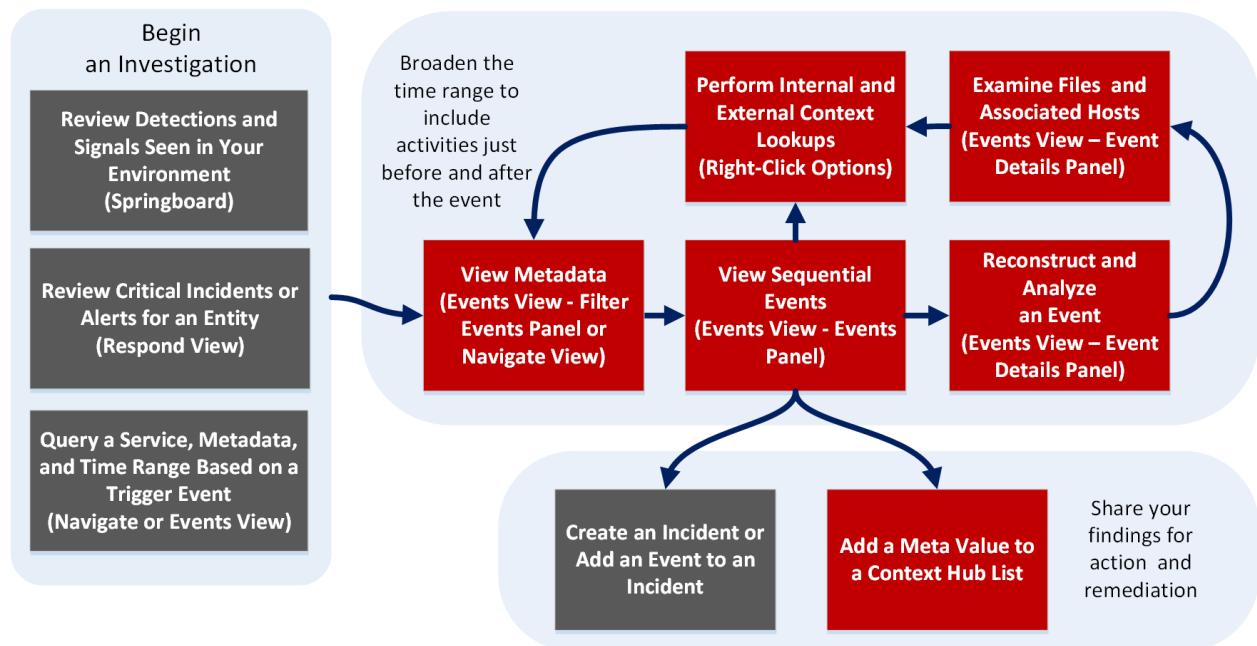 Begin
an Investigation
Review Detections and
Signals Seen in Your
Environment
(Springboard)
Review Critical Incidents or
Alerts for an Entity
(Respond View)
Query a Service, Metadata,
and Time Range Based on a
Trigger Event
(Navigate or Events View)
Broaden the
time range to
include
activities just
before and after
the event
Perform Internal and
External Context
Lookups
(Right-Click Options)
Examine Files and
Associated Hosts
(Events View – Event
Details Panel)
View Metadata
(Events View - Filter
Events Panel or
Navigate View)
View Sequential
Events
(Events View - Events
Panel)
Reconstruct and
Analyze
an Event
(Events View – Event
Details Panel)
Create an Incident or
Add an Event to an
Incident
Add a Meta Value to
a Context Hub List
Share your
findings for
action and
remediation